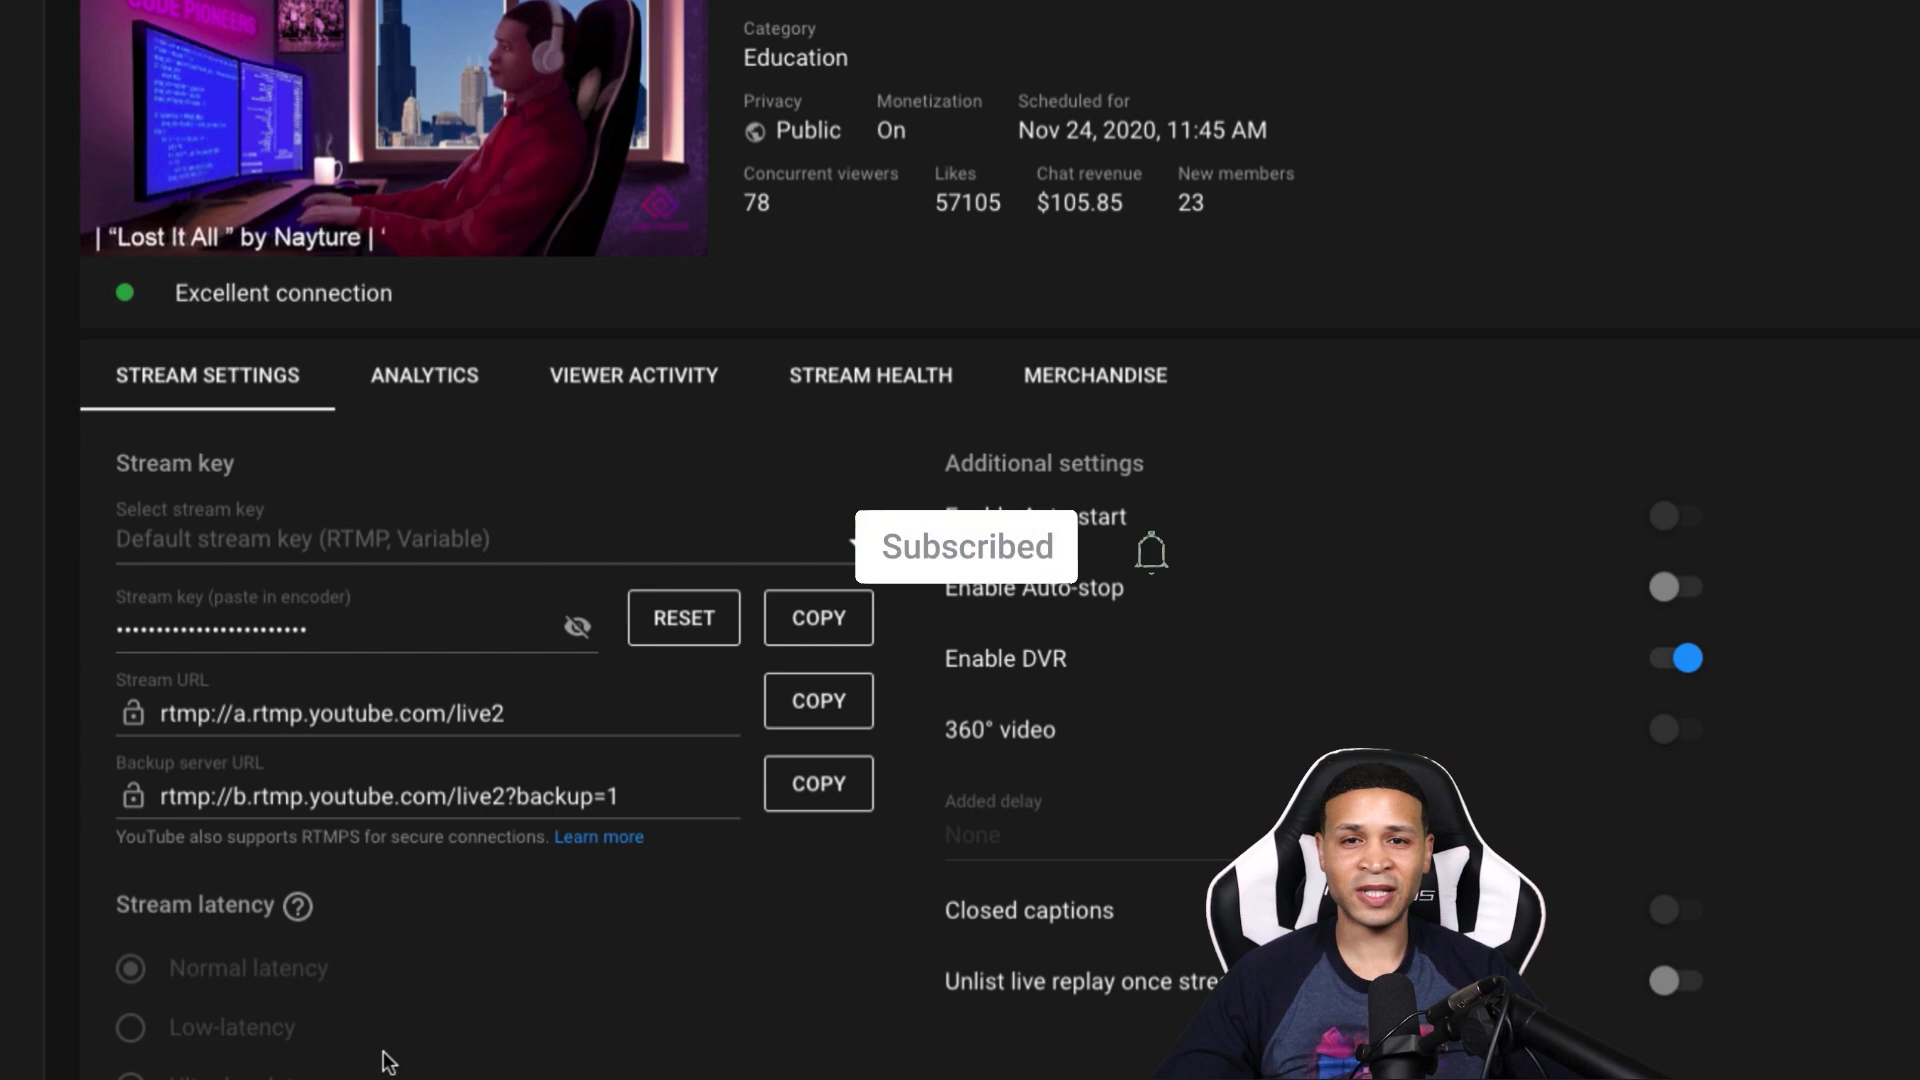 CODE PIONEERS
Category
Education
Privacy
Monetization
Scheduled for
Public
On
Nov 24, 2020, 11:45 AM
Concurrent viewers
Likes
Chat revenue
New members
78
57105
$105.85
23
| “Lost It All ” by Nayture | ‘
Excellent connection
STREAM SETTINGS
ANALYTICS
VIEWER ACTIVITY
STREAM HEALTH
MERCHANDISE
Stream key
Select stream key
Default stream key (RTMP, Variable)
Stream key (paste in encoder)
••••••••••••••••••••••••
RESET
COPY
Stream URL
rtmp://a.rtmp.youtube.com/live2
COPY
Backup server URL
rtmp://b.rtmp.youtube.com/live2?backup=1
COPY
YouTube also supports RTMPS for secure connections. Learn more
Stream latency
Normal latency
Low-latency
Additional settings
start
Subscribed
Enable Auto-stop
Enable DVR
360° video
Added delay
None
Closed captions
Unlist live replay once stre